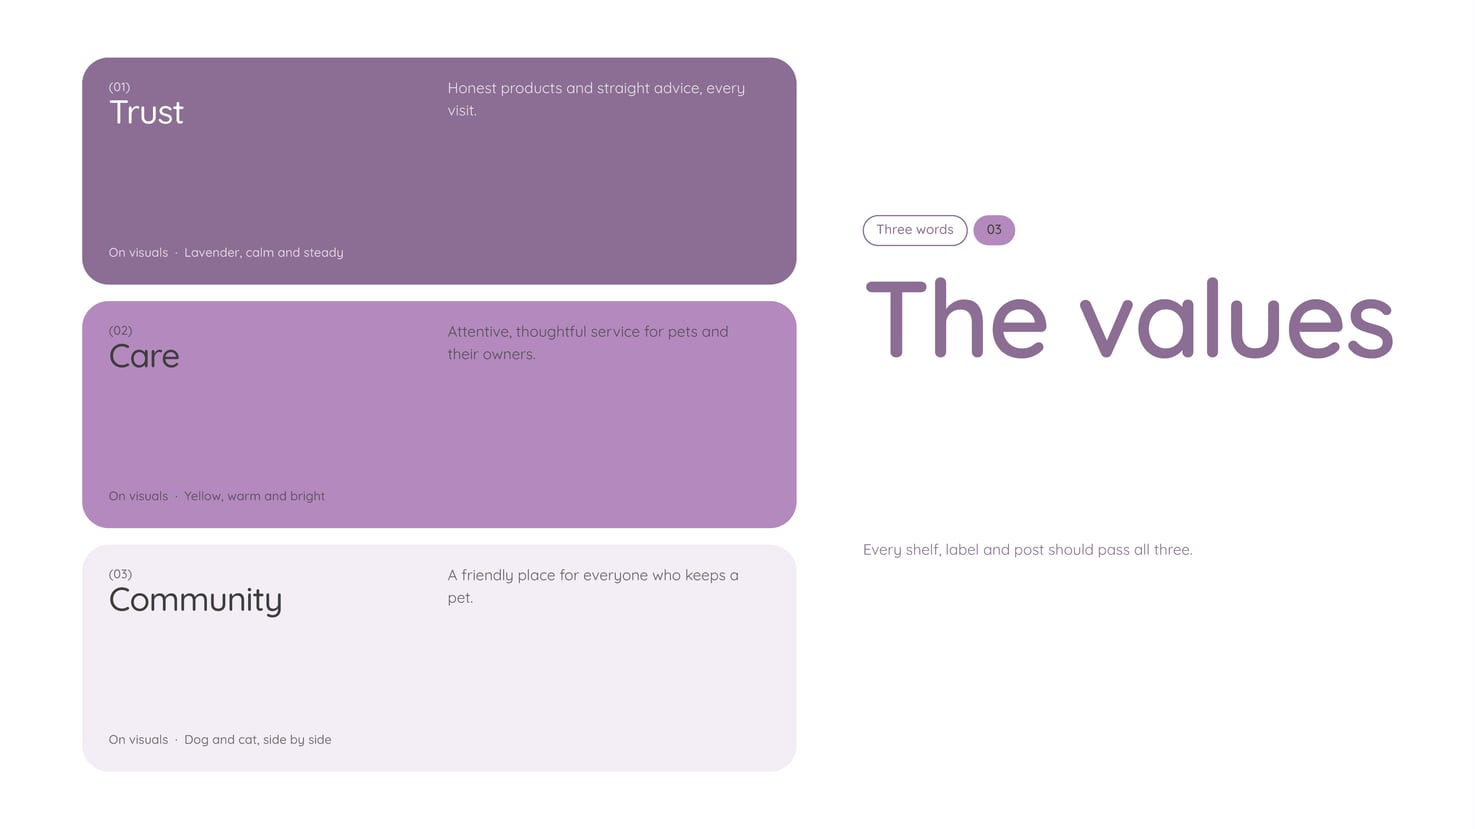 (01)
Trust
Honest products and straight advice, every
visit.
On visuals · Lavender, calm and steady
(02)
Care
Attentive, thoughtful service for pets and
their owners.
On visuals · Yellow, warm and bright
(03)
Community
A friendly place for everyone who keeps a
pet.
On visuals · Dog and cat, side by side
Three words 03
The values
Every shelf, label and post should pass all three.